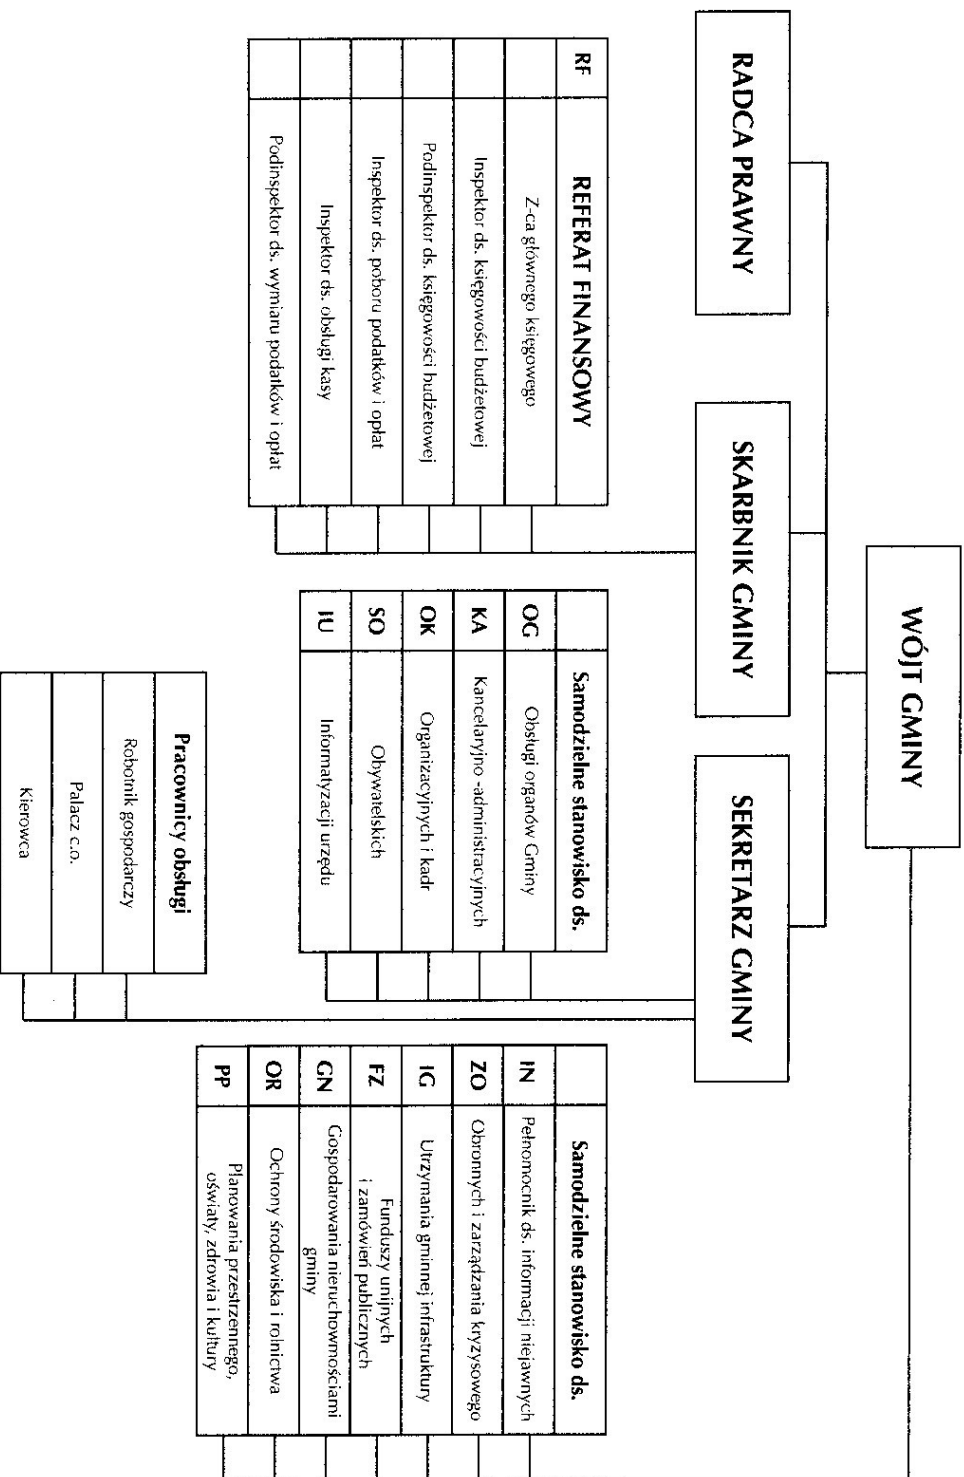 WÓJT GMINY
RADCA PRAWNY
SKARBNIK GMINY
SEKRETARZ GMINY
RF REFERAT FINANSOWY
Z-ca głównego księgowego
Inspektor ds. księgowości budżetowej
Podinspektor ds. księgowości budżetowej
Inspektor ds. poboru podatków i opłat
Inspektor ds. obsługi kasy
Podinspektor ds. wymiaru podatków i opłat
Samodzielne stanowisko ds.
OG Obsługi organów Gminy
KA Kancelaryjno -administracyjnych
OK Organizacyjnych i kadr
SO Obywatelskich
IU Informatyzacji urzędu
Pracownicy obsługi
Robotnik gospodarczy
Palacz c.o.
Kierowca
Samodzielne stanowisko ds.
IN Pełnomocnik ds. informacji niejawnych
ZO Obronnych i zarządzania kryzysowego
IG Utrzymania gminnej infrastruktury
FZ Funduszy unijnych
i zamówień publicznych
GN Gospodarowania nieruchowmościami
gminy
OR Ochrony środowiska i rolnictwa
PP Planowania przestrzennego,
oświaty, zdrowia i kultury